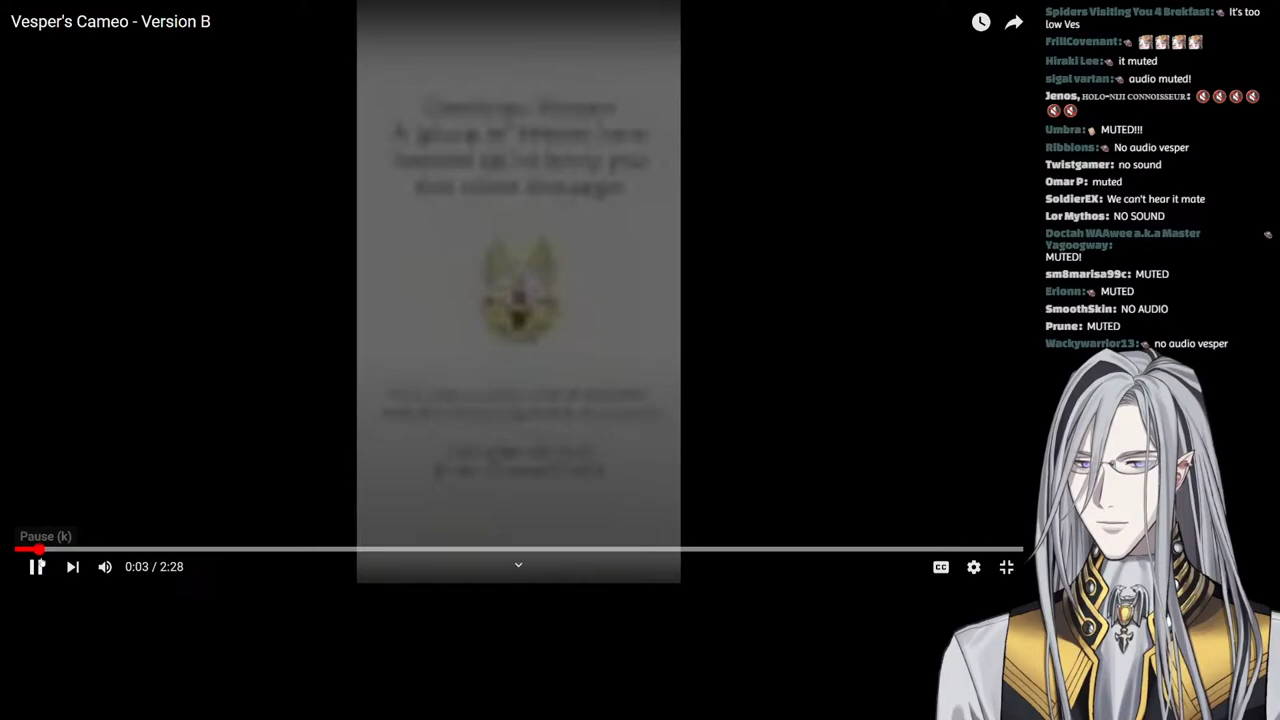 Vesper's Cameo - Version B
Spiders Visiting You 4 Brekfast: It's too
low Ves
FrillCovenant:
Hiraki Lee: it muted
sigal vartan: audio muted!
Jenos, HOLO-NIJI CONNOISSEUR:
Umbra: MUTED!!!
Ribbions: No audio vesper
Twistgamer: no sound
Omar P: muted
SoldierEX: We can't hear it mate
Lor Mythos: NO SOUND
Doctah WAAwee a.k.a Master
Yagoogway:
MUTED!
sm8marisa99c: MUTED
Erionn: MUTED
SmoothSkin: NO AUDIO
Prune: MUTED
Wackywarrior13: no audio vesper
Pause (k)
0:03 / 2:28
CC